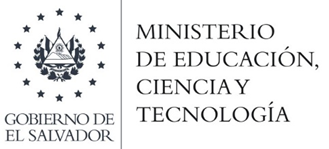 GOBIERNO DE
EL SALVADOR
MINISTERIO
DE EDUCACIÓN,
CIENCIA Y
TECNOLOGÍA